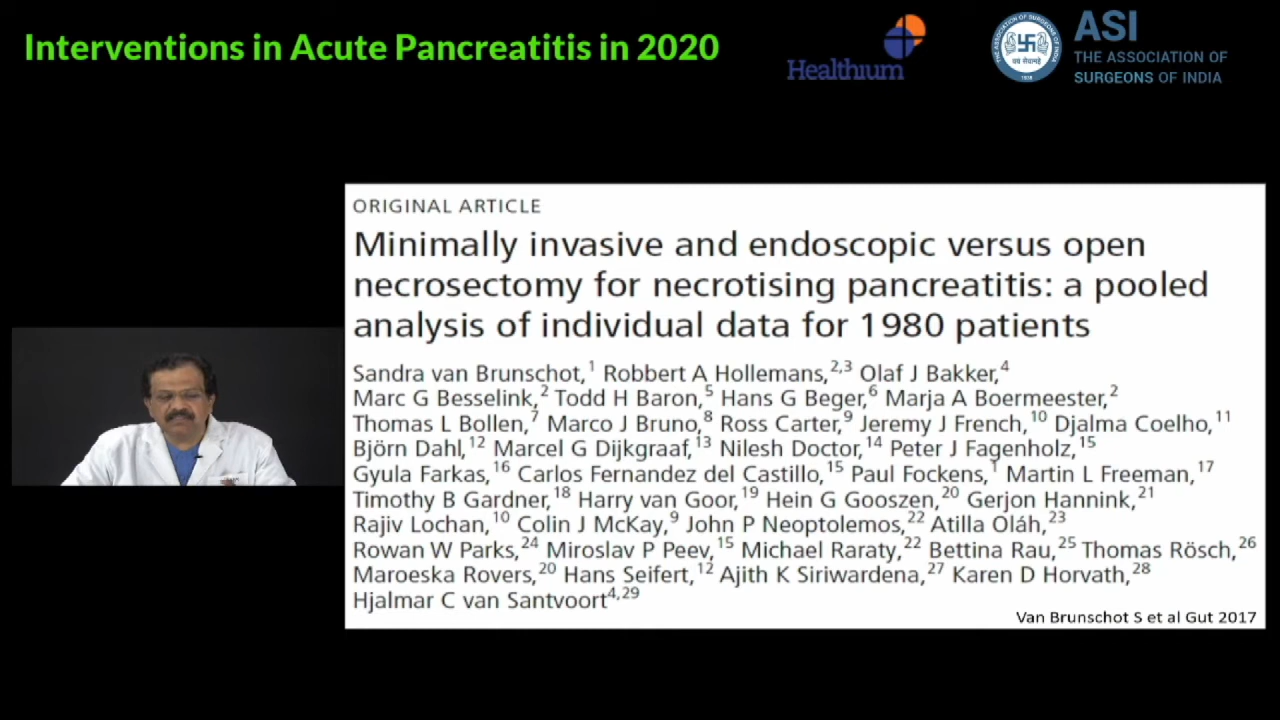 Interventions in Acute Pancreatitis in 2020
Healthium
ASI
THE ASSOCIATION OF
SURGEONS OF INDIA
ORIGINAL ARTICLE
Minimally invasive and endoscopic versus open
necrosectomy for necrotising pancreatitis: a pooled
analysis of individual data for 1980 patients
Sandra van Brunschot,1 Robbert A Hollemans,2,3 Olaf J Bakker,4
Marc G Besselink,2 Todd H Baron,5 Hans G Beger,6 Marja A Boermeester,2
Thomas L Bollen,7 Marco J Bruno,8 Ross Carter,9 Jeremy J French,10 Djalma Coelho,11
Björn Dahl,12 Marcel G Dijkgraaf,13 Nilesh Doctor,14 Peter J Fagenholz,15
Gyula Farkas,16 Carlos Fernandez del Castillo,15 Paul Fockens,1 Martin L Freeman,17
Timothy B Gardner,18 Harry van Goor,19 Hein G Gooszen,20 Gerjon Hannink,21
Rajiv Lochan,10 Colin J McKay,9 John P Neoptolemos,22 Atilla Oláh,23
Rowan W Parks,24 Miroslav P Peev,15 Michael Raraty,22 Bettina Rau,25 Thomas Rösch,26
Maroeska Rovers,20 Hans Seifert,12 Ajith K Siriwardena,27 Karen D Horvath,28
Hjalmar C van Santvoort4,29
Van Brunschot S et al Gut 2017